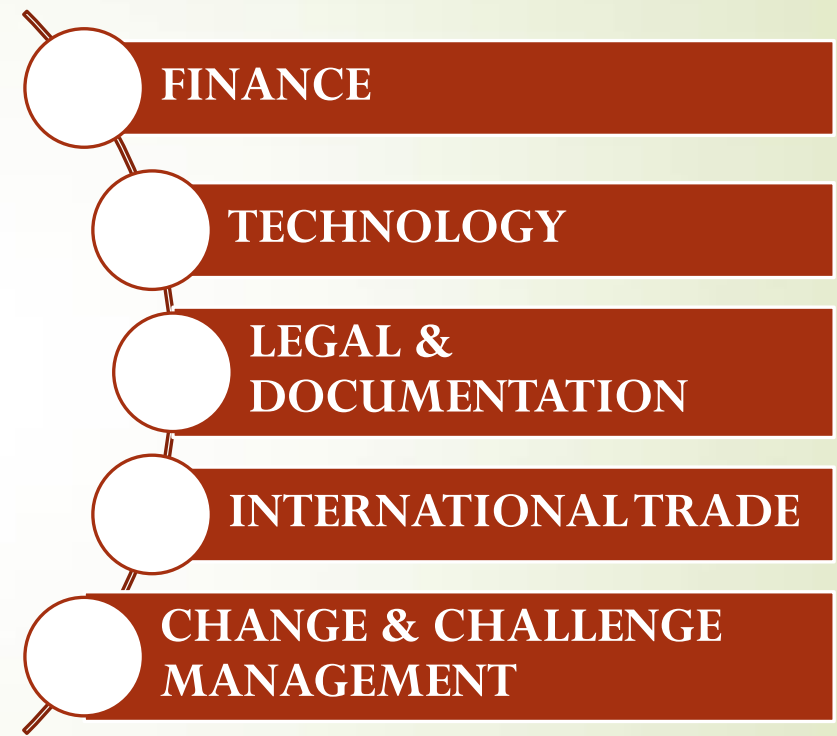 FINANCE
TECHNOLOGY
LEGAL &
DOCUMENTATION
INTERNATIONAL TRADE
CHANGE & CHALLENGE
MANAGEMENT